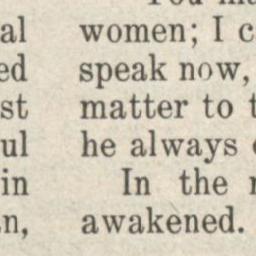 al women; I
ed speak now,
st matter to
ul he always
in In the
n, awakened.